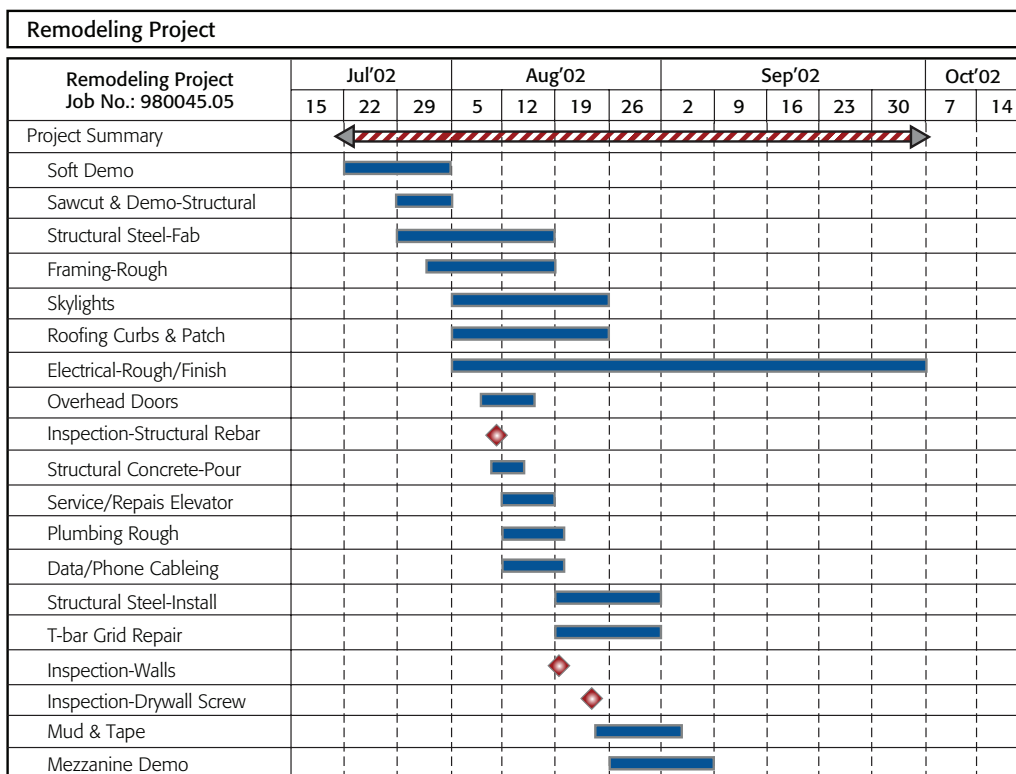 Remodeling Project
Remodeling Project
Job No.: 980045.05
Jul'02 Aug'02 Sep'02 Oct'02
15 22 29 5 12 19 26 2 9 16 23 30 7 14
Project Summary
Soft Demo
Sawcut & Demo-Structural
Structural Steel-Fab
Framing-Rough
Skylights
Roofing Curbs & Patch
Electrical-Rough/Finish
Overhead Doors
Inspection-Structural Rebar
Structural Concrete-Pour
Service/Repais Elevator
Plumbing Rough
Data/Phone Cableing
Structural Steel-Install
T-bar Grid Repair
Inspection-Walls
Inspection-Drywall Screw
Mud & Tape
Mezzanine Demo